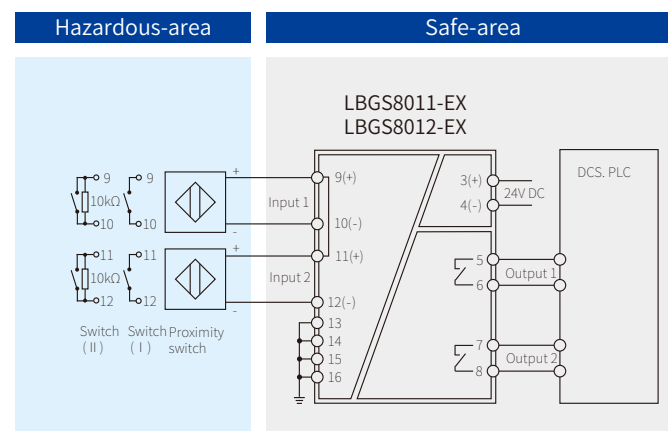 Hazardous-area
Safe-area
LBGS8011-EX
LBGS8012-EX
9
10kΩ
10
9
10
+
-
Input 1
9(+)
10(-)
3(+)
4(-)
24V DC
DCS. PLC
11
10kΩ
12
11
12
+
-
Input 2
11(+)
12(-)
13
14
15
16
5
6
Output 1
7
8
Output 2
Switch
(II)
Switch
(I)
Proximity
switch